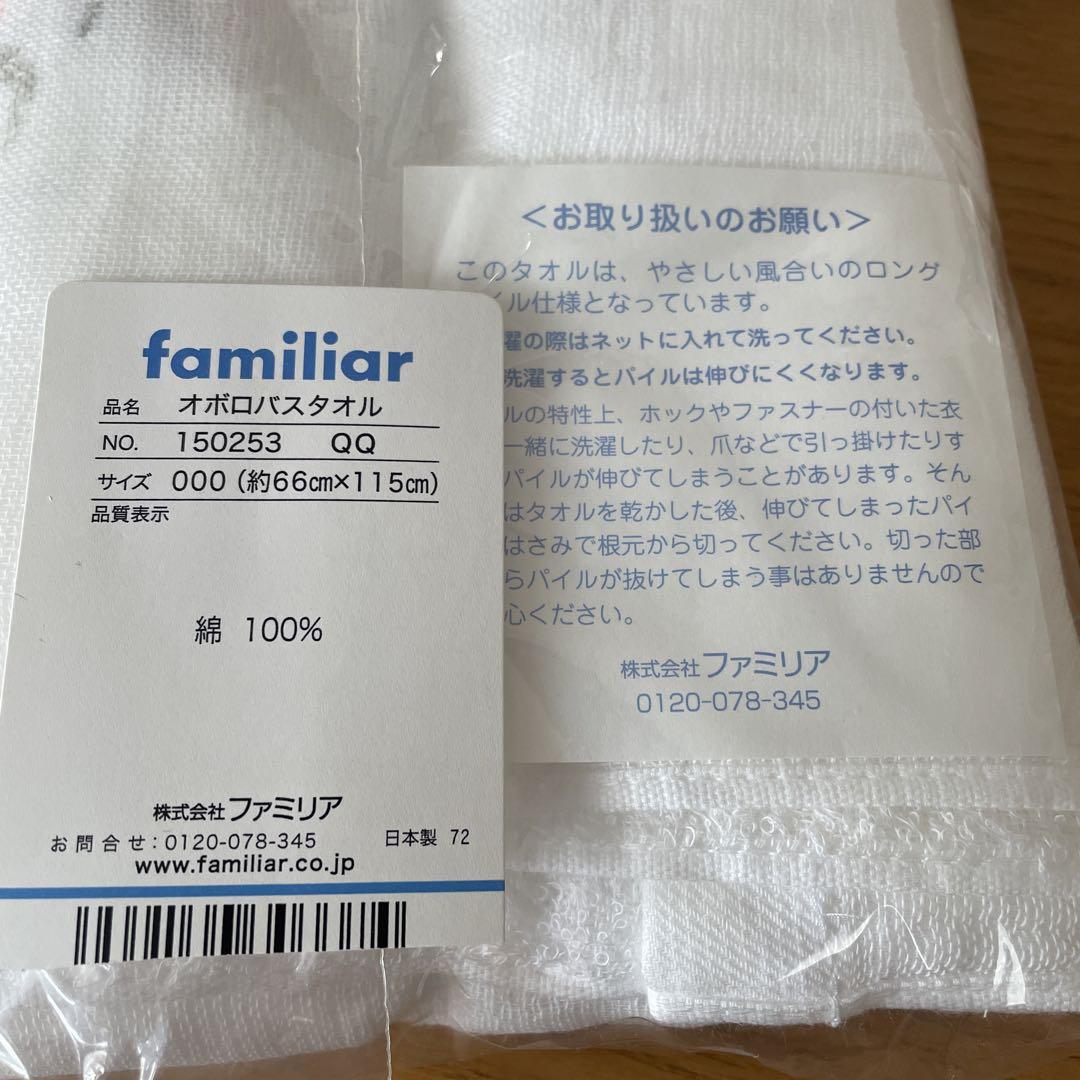 familiar
品名 オボロバスタオル
NO. 150253 QQ
サイズ 000 (約66㎝×115㎝)
品質表示
綿 100%
株式会社ファミリア
お問合せ:0120-078-345 日本製 72
www.familiar.co.jp
<お取り扱いのお願い>
このタオルは、やさしい風合いのロング
イル仕様となっています。
濯の際はネットに入れて洗ってください。
洗濯するとパイルは伸びにくくなります。
ルの特性上、ホックやファスナーの付いた衣
一緒に洗濯したり、爪などで引っ掛けたりす
パイルが伸びてしまうことがあります。そん
はタオルを乾かした後、伸びてしまったパイ
はさみで根元から切ってください。切った部
らパイルが抜けてしまう事はありませんので
心ください。
株式会社ファミリア
0120-078-345